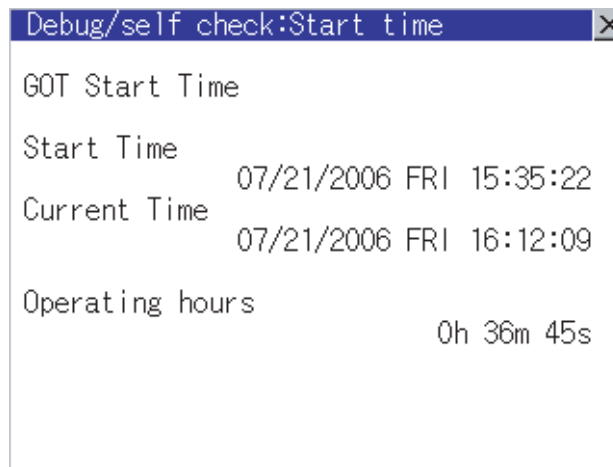 Debug/self check:Start time
GOT Start Time
Start Time
07/21/2006 FRI 15:35:22
Current Time
07/21/2006 FRI 16:12:09
Operating hours
0h 36m 45s